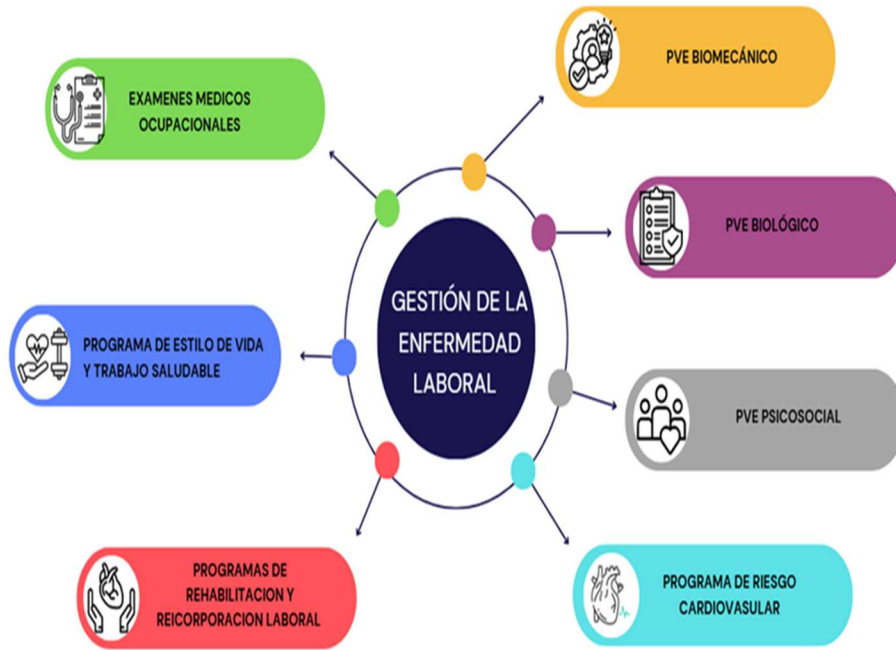 EXAMENES MEDICOS
OCUPACIONALES
PVE BIOMECÁNICO
PVE BIOLÓGICO
GESTIÓN DE LA
ENFERMEDAD
LABORAL
PROGRAMA DE ESTILO DE VIDA
Y TRABAJO SALUDABLE
PVE PSICOSOCIAL
PROGRAMAS DE
REHABILITACION Y
REICORPORACION LABORAL
PROGRAMA DE RIESGO
CARDIOVASULAR